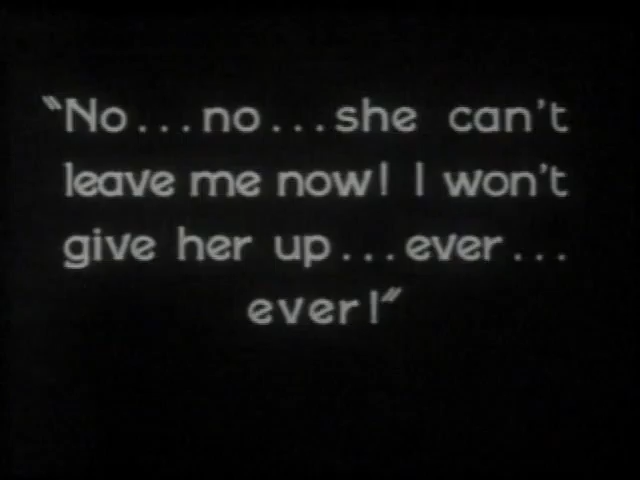 "No...no...she can't
leave me now! I won't
give her up...ever...
ever!"